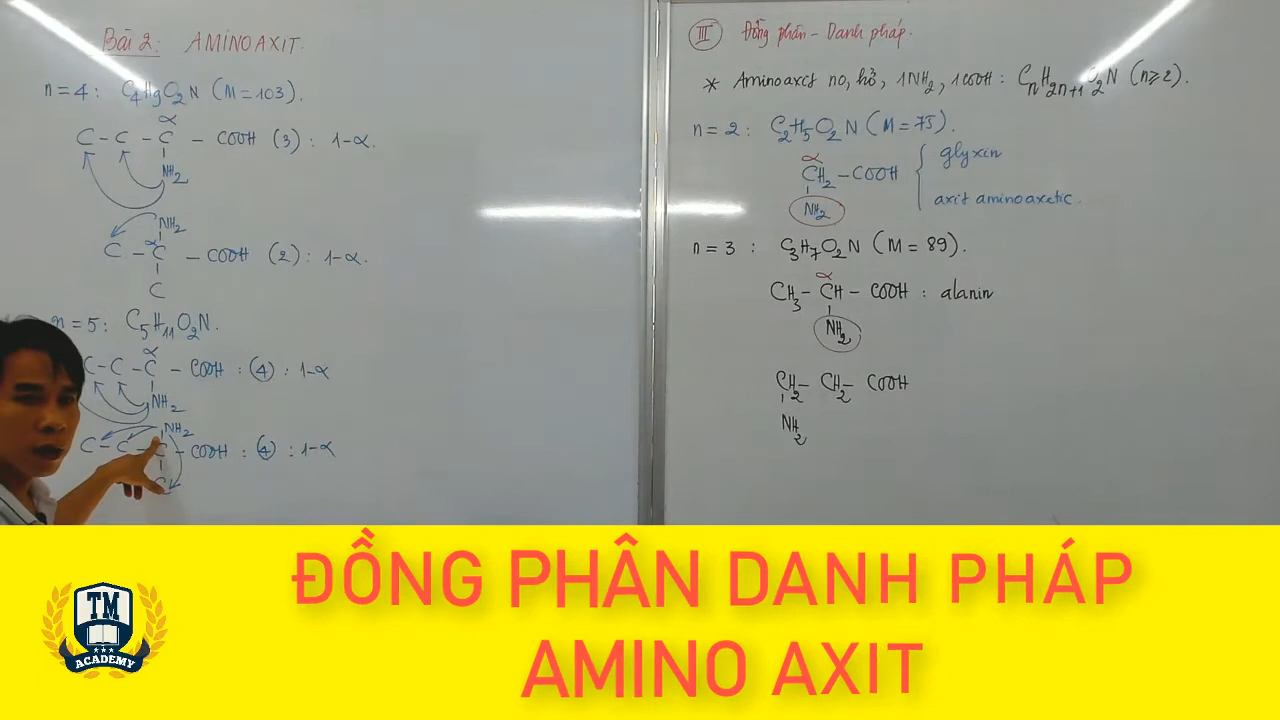 Bài 2: AMINOAXIT.
n = 4: C4H9O2N (M = 103).
α
C - C - C - COOH (3): 1-α.
NH2
NH2
α
C - C - COOH (2): 1-α.
C
n = 5: C5H11O2N.
α
C - C - C - COOH : (4) : 1-α
NH2
NH2
C - C - C - COOH : (4) : 1-α
C
III Đồng phân - Danh pháp.
* Aminoaxit no, hở, 1NH2, 1COOH: CnH2n+1O2N (n≥2).
n = 2: C2H5O2N (M = 75).
α
CH2 - COOH { glyxin
NH2
axit aminoaxetic.
n = 3 : C3H7O2N (M = 89).
α
CH3 - CH - COOH : alanin
NH2
CH2 - CH2 - COOH
NH2
ĐỒNG PHÂN DANH PHÁP
AMINO AXIT
TM
ACADEMY